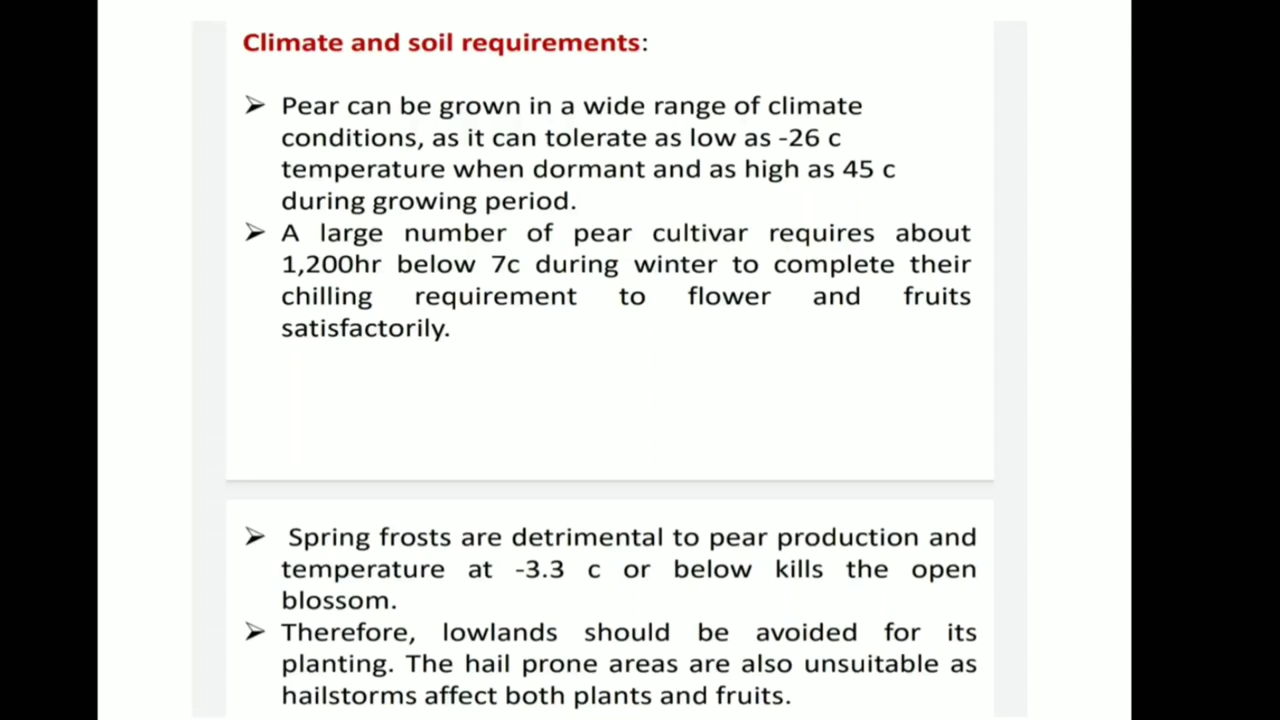 Climate and soil requirements:
➢ Pear can be grown in a wide range of climate
conditions, as it can tolerate as low as -26 c
temperature when dormant and as high as 45 c
during growing period.
➢ A large number of pear cultivar requires about
1,200hr below 7c during winter to complete their
chilling requirement to flower and fruits
satisfactorily.
➢ Spring frosts are detrimental to pear production and
temperature at -3.3 c or below kills the open
blossom.
➢ Therefore, lowlands should be avoided for its
planting. The hail prone areas are also unsuitable as
hailstorms affect both plants and fruits.